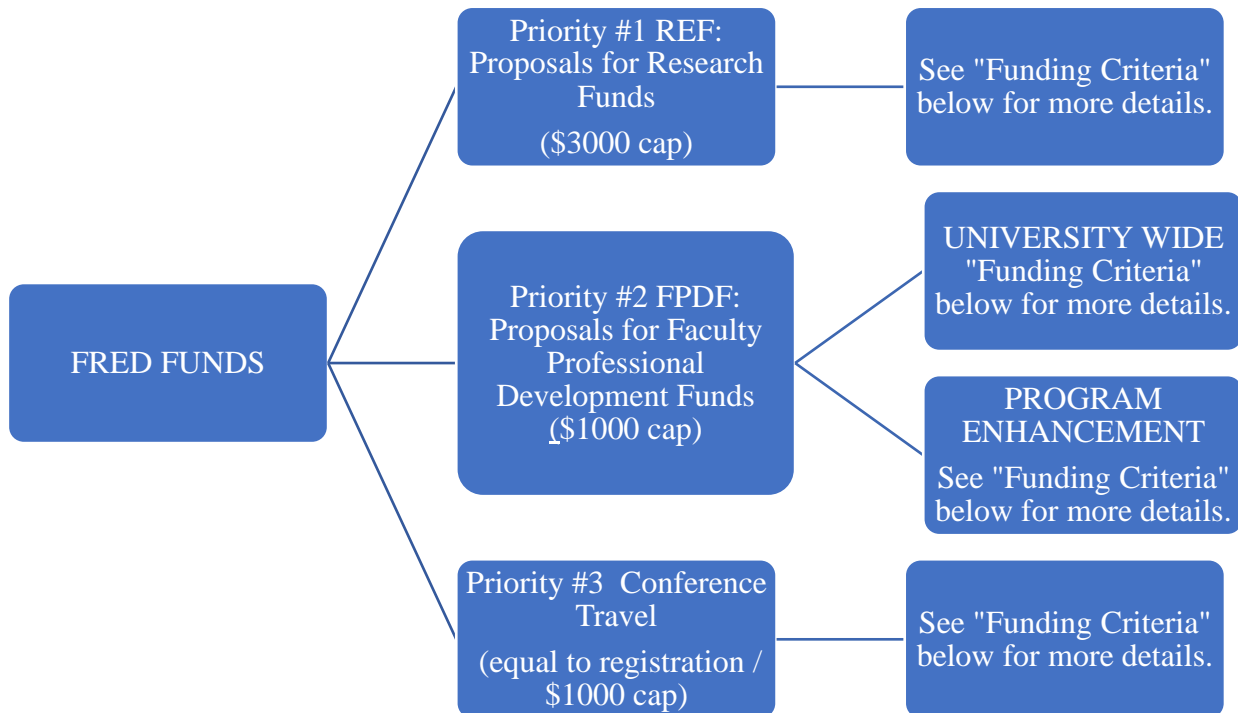 FRED FUNDS
Priority #1 REF:
Proposals for Research
Funds
($3000 cap)
See "Funding Criteria"
below for more details.
Priority #2 FPDF:
Proposals for Faculty
Professional
Development Funds
($1000 cap)
UNIVERSITY WIDE
"Funding Criteria"
below for more details.
PROGRAM
ENHANCEMENT
See "Funding Criteria"
below for more details.
Priority #3 Conference
Travel
(equal to registration /
$1000 cap)
See "Funding Criteria"
below for more details.